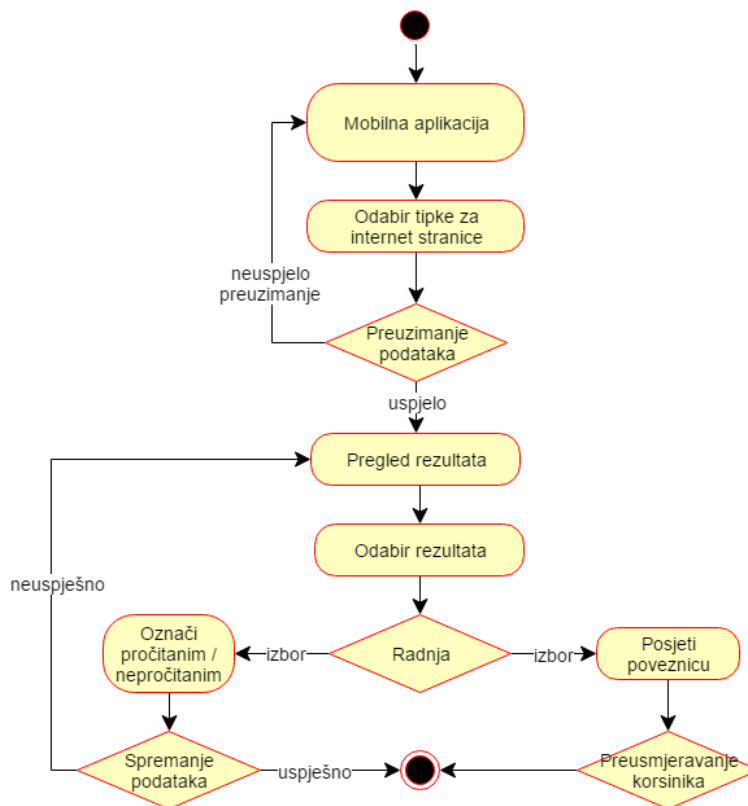 Mobilna aplikacija
Odabir tipke za
internet stranice
neuspjelo
preuzimanje
Preuzimanje
podataka
uspjelo
Pregled rezultata
Odabir rezultata
neuspješno
Označi
pročitanim /
nepročitanim
izbor
Radnja
izbor
Posjeti
poveznicu
Spremanje
podataka
uspješno
Preusmjeravanje
korsinika